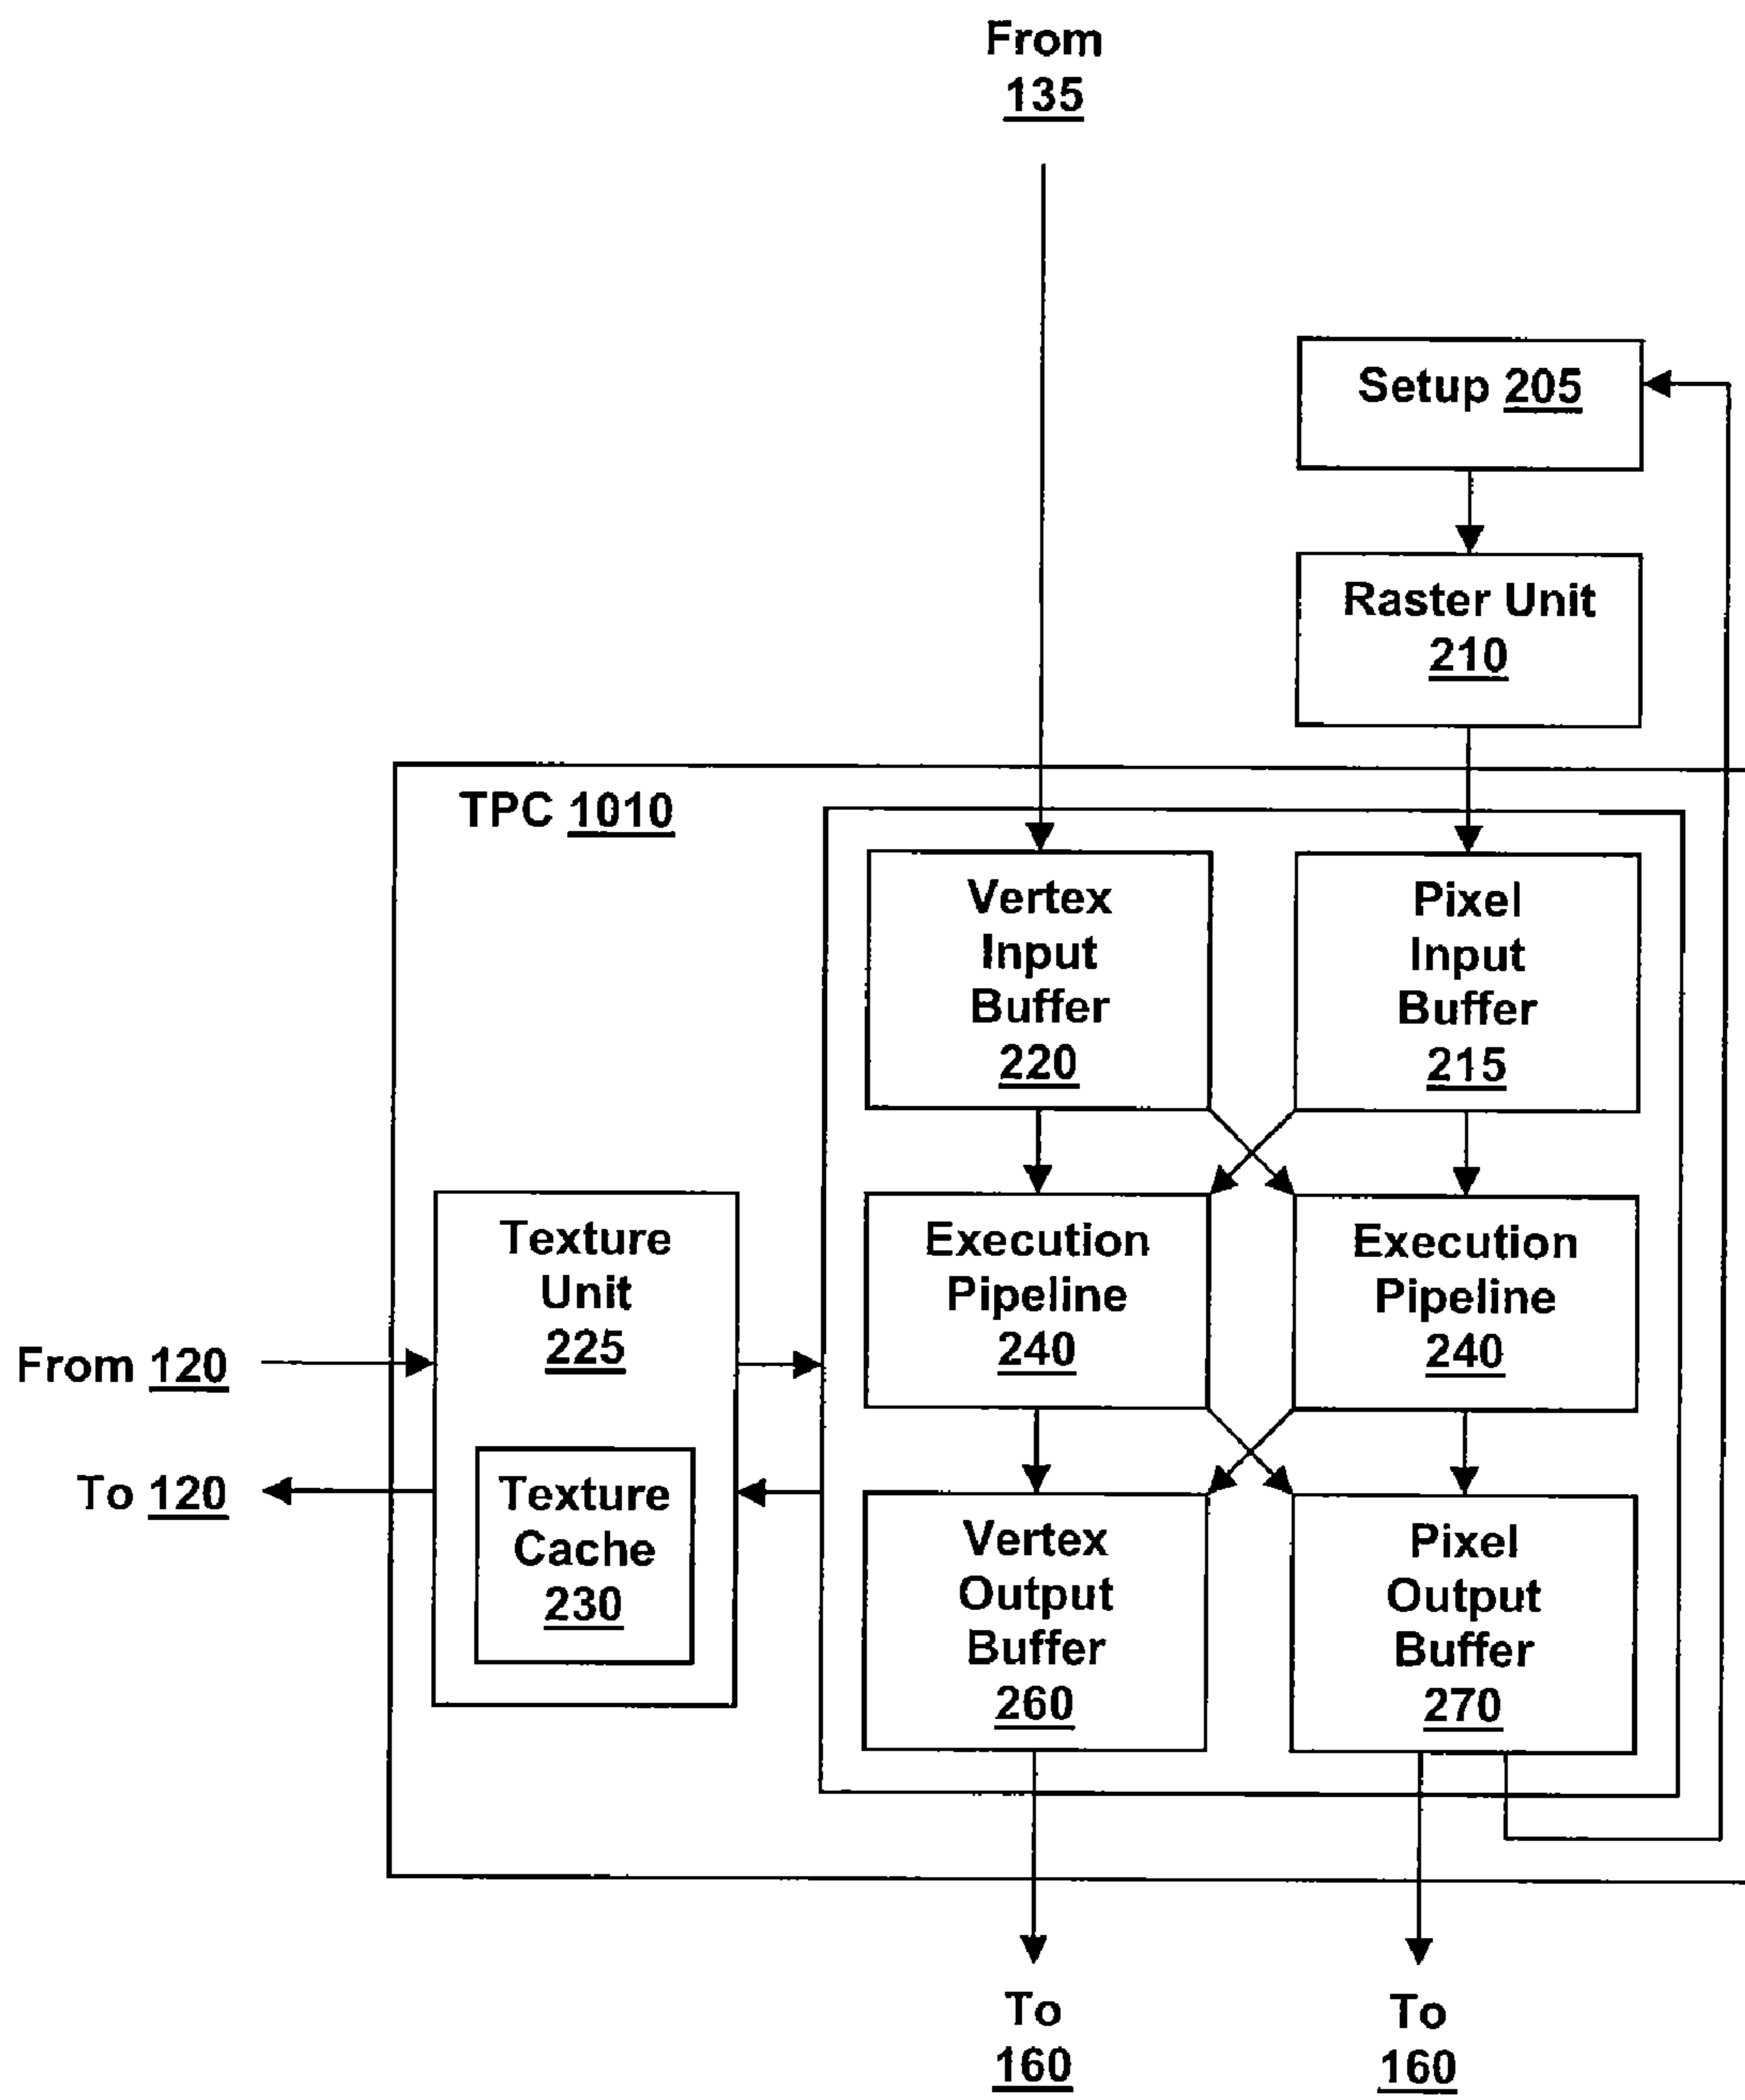 From
135
Setup 205
Raster Unit
210
TPC 1010
Vertex
Input
Buffer
220
Pixel
Input
Buffer
215
Texture
Unit
225
Execution
Pipeline
240
Execution
Pipeline
240
From 120
To 120
Texture
Cache
230
Vertex
Output
Buffer
260
Pixel
Output
Buffer
270
To
160
To
160